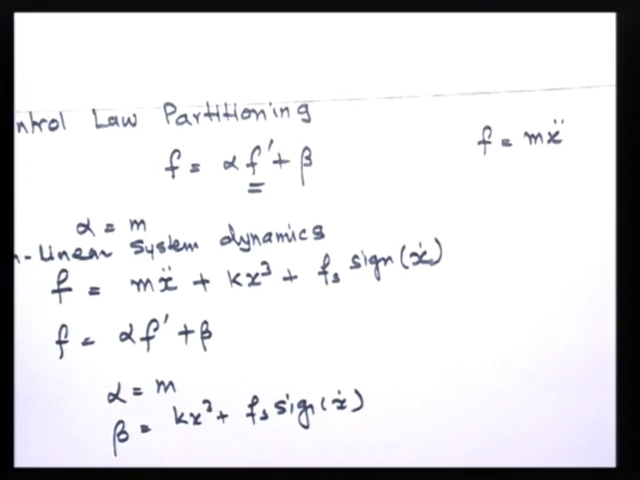 ntrol Law Partitioning
f = αf' + β
f = mẍ
α = m
n-Linear System dynamics
f = mẍ + kx³ + fₛ sign(ẋ)
f = αf' + β
α = m
β = kx³ + fₛ sign(ẋ)